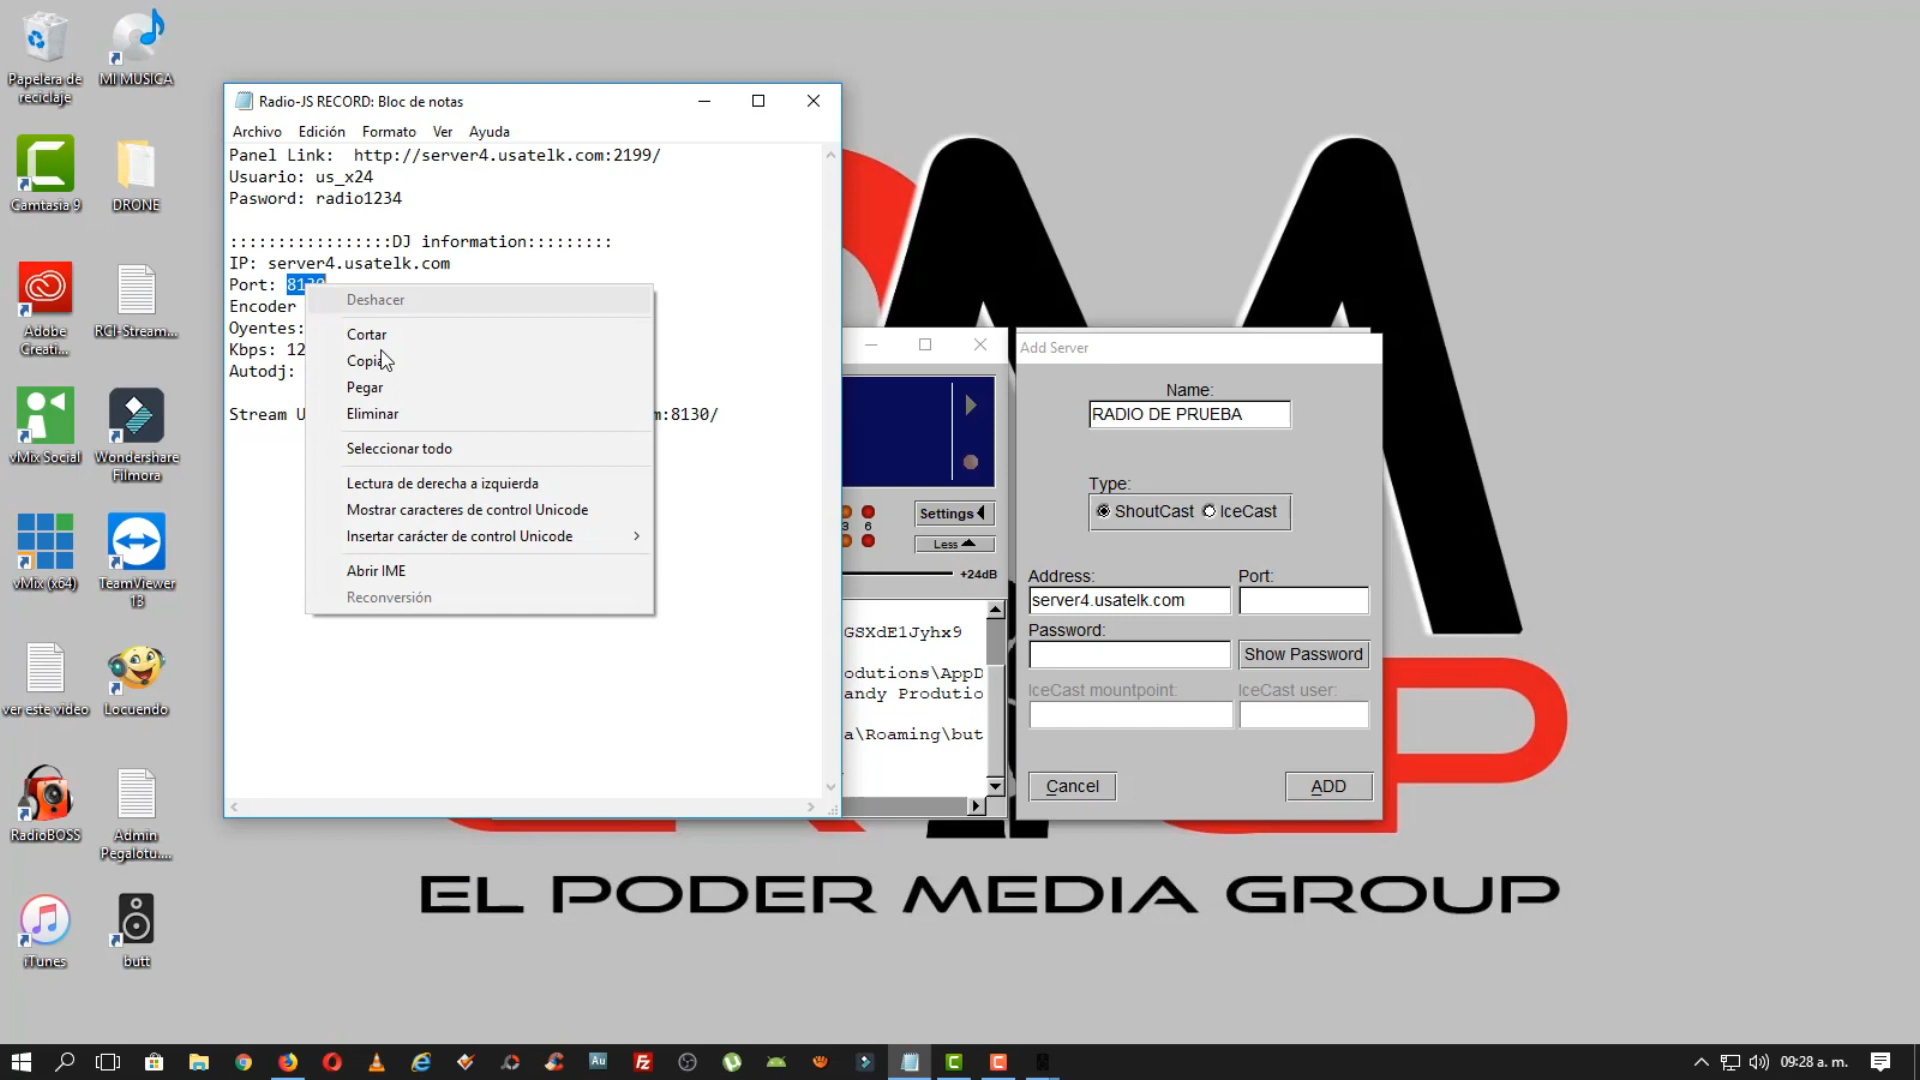 Papelera de
reciclaje
MI MUSICA
Camtasia 9
DRONE
Adobe
Creati...
RCI-Stream...
vMix Social
Wondershare
Filmora
vMix (x64)
TeamViewer
13
ver este video
Locuendo
RadioBOSS
Admin
Pegalotu....
iTunes
butt
Radio-JS RECORD: Bloc de notas
Archivo Edición Formato Ver Ayuda
Panel Link: http://server4.usatelk.com:2199/
Usuario: us_x24
Pasword: radio1234
:::::::::::::::::DJ information:::::::::
IP: server4.usatelk.com
Port: 8130
Encoder
Oyentes:
Kbps: 12
Autodj:
Stream U
m:8130/
Deshacer
Cortar
Copia
Pegar
Eliminar
Seleccionar todo
Lectura de derecha a izquierda
Mostrar caracteres de control Unicode
Insertar carácter de control Unicode
Abrir IME
Reconversión
3 6
Settings
Less
+24dB
GSXdE1Jyhx9
odutions\AppD
andy Produtio
a\Roaming\but
Add Server
Name:
RADIO DE PRUEBA
Type:
ShoutCast IceCast
Address: Port:
server4.usatelk.com
Password:
Show Password
IceCast mountpoint: IceCast user:
Cancel ADD
EL PODER MEDIA GROUP
Au
Fz
09:28 a. m.